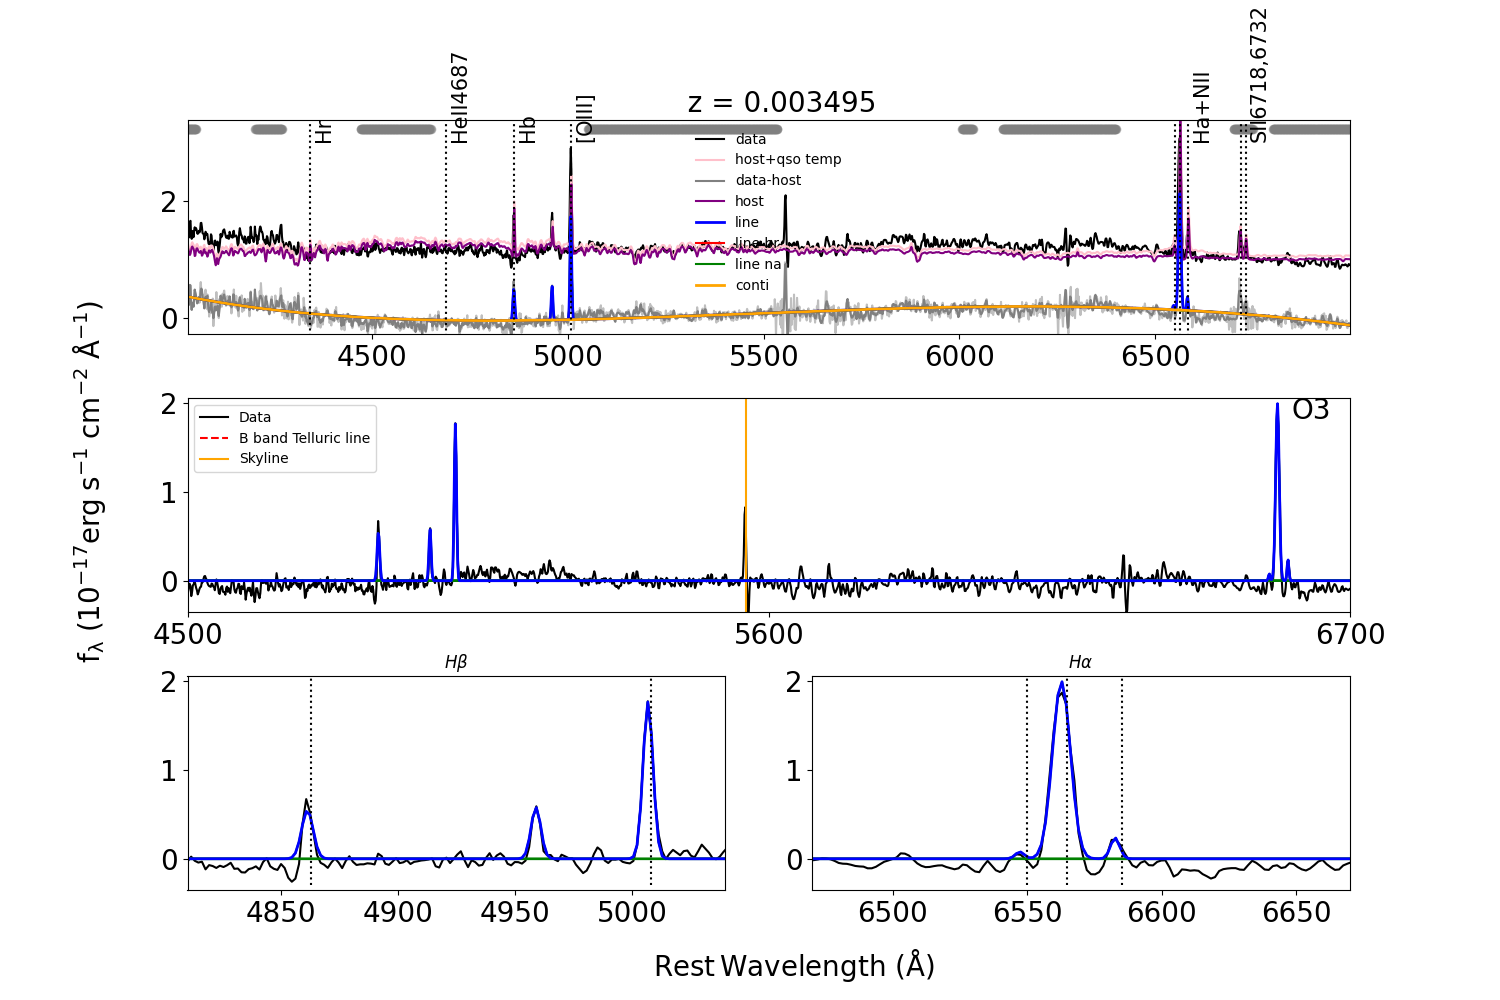 z = 0.003495
Hr
HeII4687
Hb
[OIII]
Ha+NII
SII6718,6732
data
host+qso temp
data-host
host
line
line br
line na
conti
2
0
4500 5000 5500 6000 6500
f_λ (10^−17 erg s^−1 cm^−2 Å^−1)
Data
B band Telluric line
Skyline
O3
2
1
0
4500 5600 6700
Hβ
2
1
0
4850 4900 4950 5000
Hα
2
1
0
6500 6550 6600 6650
Rest Wavelength (Å)